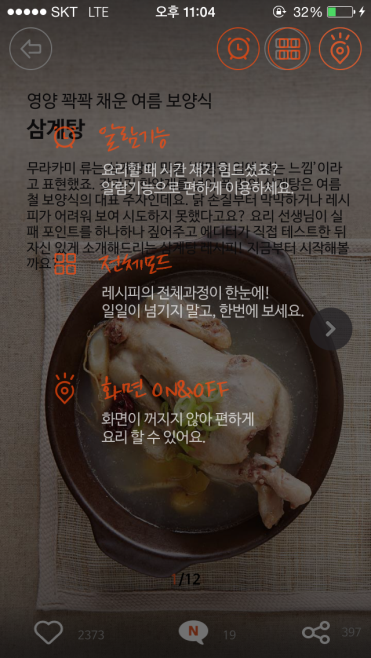 SKT LTE 오후 11:04 32%
영양 꽉꽉 채운 여름 보양식
삼계탕
알람기능
무라카미 류는
느낌'이라
고 표현했죠.
요리할 때 시간 재기 힘드셨죠?
탕은 여름
알람기능으로 편하게 이용하세요.
철 보양식의 대표 주자인데요. 닭 손질부터 막막하거나 레시
피가 어려워 보여 시도하지 못했다고요? 요리 선생님이 실
패 포인트를 하나하나 짚어주고 에디터가 직접 테스트한 뒤
자신 있게 소개해드리는 삼계탕 레시피! 지금부터 시작해볼
까요?
전체모드
레시피의 전체과정이 한눈에!
일일이 넘기지 말고, 한번에 보세요.
화면 ON&OFF
화면이 꺼지지 않아 편하게
요리 할 수 있어요.
1/12
2373 N 19 397